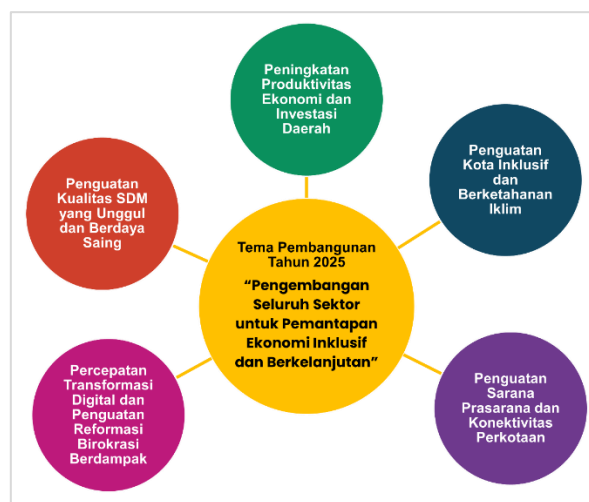 Peningkatan
Produktivitas
Ekonomi dan
Investasi
Daerah
Penguatan
Kota Inklusif
dan
Berketahanan
Iklim
Penguatan
Kualitas SDM
yang Unggul
dan Berdaya
Saing
Tema Pembangunan
Tahun 2025
“Pengembangan
Seluruh Sektor
untuk Pemantapan
Ekonomi Inklusif
dan Berkelanjutan”
Percepatan
Transformasi
Digital dan
Penguatan
Reformasi
Birokrasi
Berdampak
Penguatan
Sarana
Prasarana dan
Konektivitas
Perkotaan